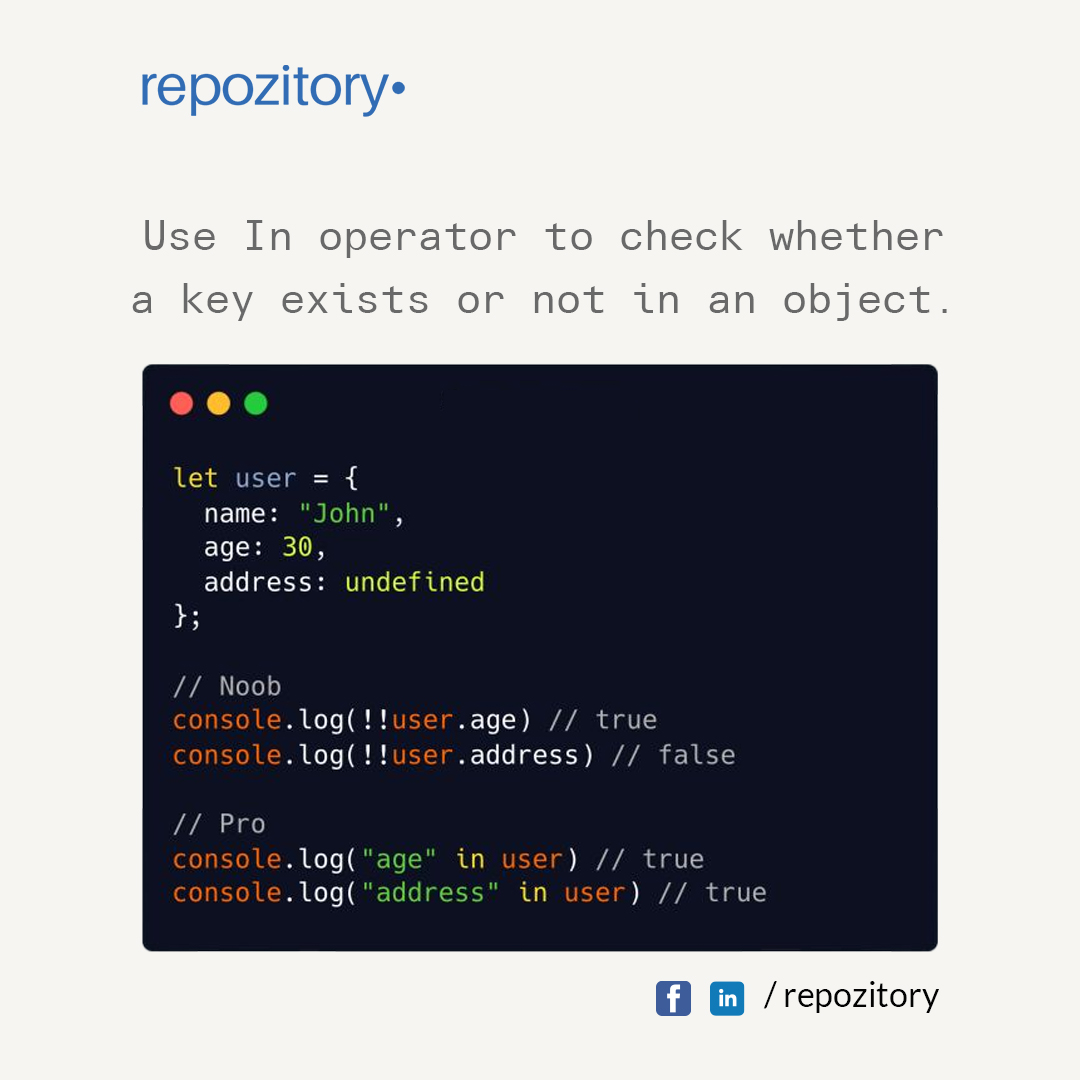 repozitory•
Use In operator to check whether
a key exists or not in an object.
let user = {
  name: "John",
  age: 30,
  address: undefined
};
// Noob
console.log(!!user.age) // true
console.log(!!user.address) // false
// Pro
console.log("age" in user) // true
console.log("address" in user) // true
f in / repozitory